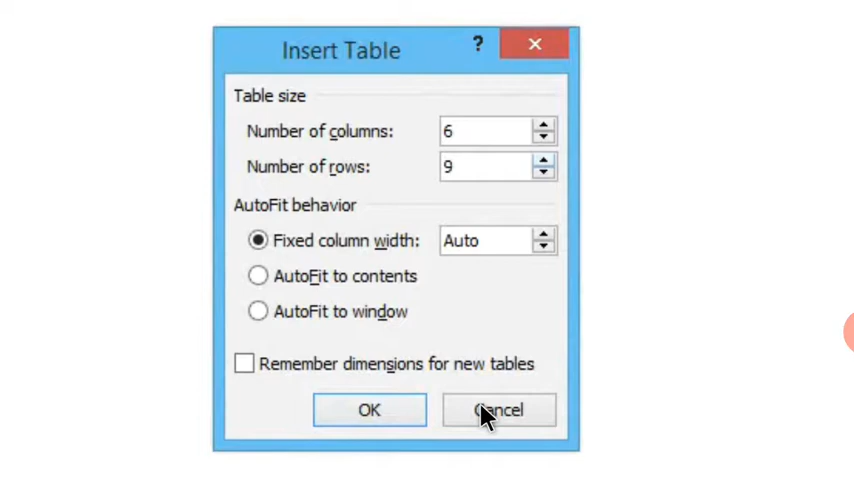 Insert Table ?
Table size
Number of columns: 6
Number of rows: 9
AutoFit behavior
Fixed column width: Auto
AutoFit to contents
AutoFit to window
Remember dimensions for new tables
OK Cancel